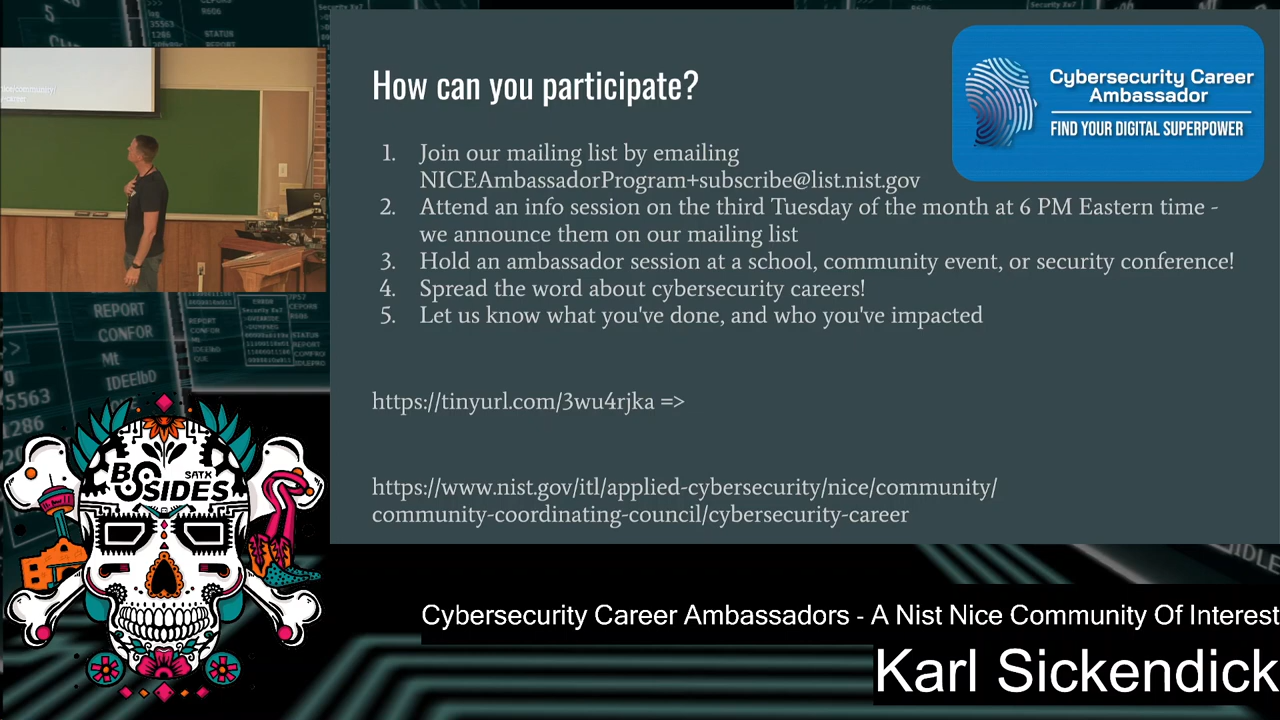 How can you participate?
Cybersecurity Career
Ambassador
FIND YOUR DIGITAL SUPERPOWER
1. Join our mailing list by emailing
NICEAmbassadorProgram+subscribe@list.nist.gov
2. Attend an info session on the third Tuesday of the month at 6 PM Eastern time -
we announce them on our mailing list
3. Hold an ambassador session at a school, community event, or security conference!
4. Spread the word about cybersecurity careers!
5. Let us know what you've done, and who you've impacted
https://tinyurl.com/3wu4rjka =>
https://www.nist.gov/itl/applied-cybersecurity/nice/community/
community-coordinating-council/cybersecurity-career
REPORT
CONFOR
Mt
IDEEIbD
5563
1286
BSIDES
SATX
Cybersecurity Career Ambassadors - A Nist Nice Community Of Interest
Karl Sickendick